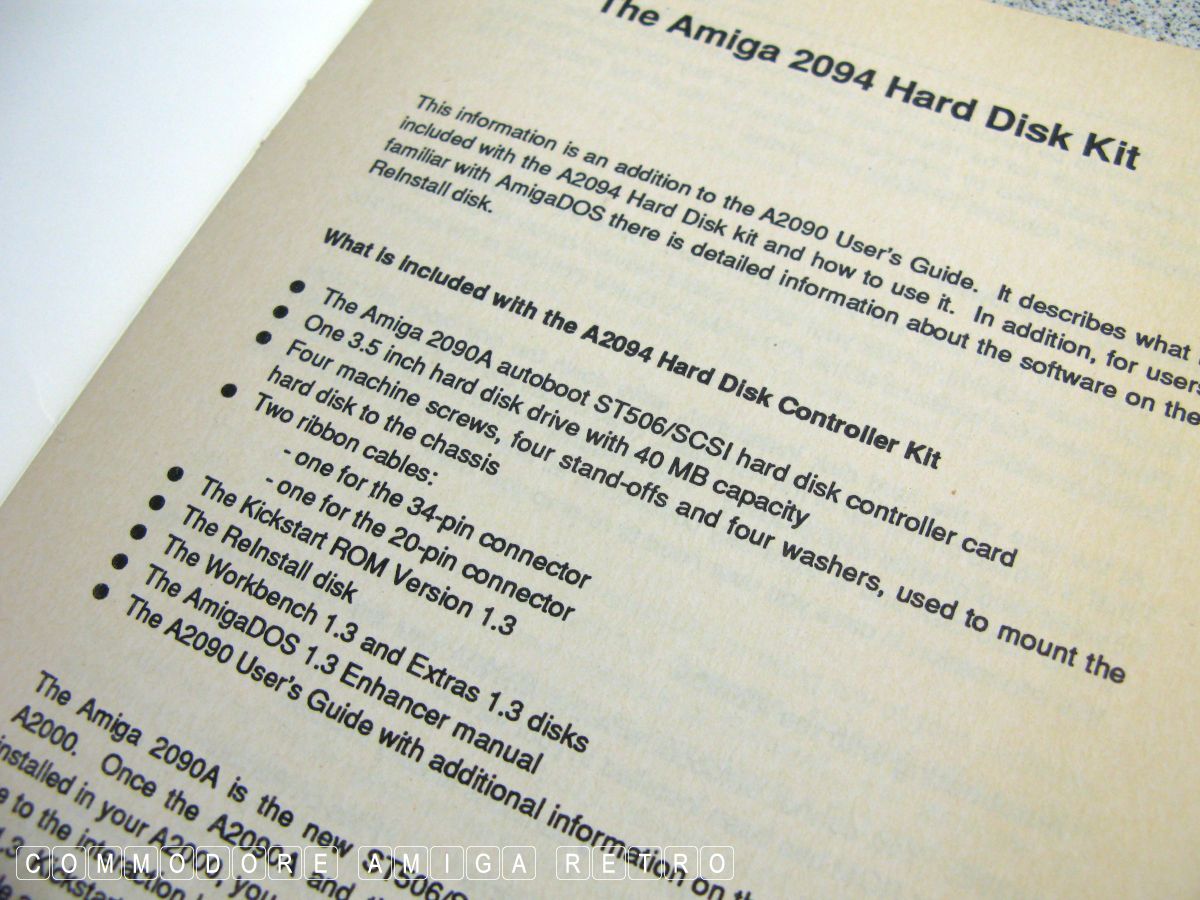 The Amiga 2094 Hard Disk Kit
This information is an addition to the A2090 User's Guide. It describes what
included with the A2094 Hard Disk kit and how to use it. In addition, for users
familiar with AmigaDOS there is detailed information about the software on the
ReInstall disk.
What is included with the A2094 Hard Disk Controller Kit
● The Amiga 2090A autoboot ST506/SCSI hard disk controller card
● One 3.5 inch hard disk drive with 40 MB capacity
● Four machine screws, four stand-offs and four washers, used to mount the
hard disk to the chassis
● Two ribbon cables:
- one for the 34-pin connector
- one for the 20-pin connector
● The Kickstart ROM Version 1.3
● The ReInstall disk
● The Workbench 1.3 and Extras 1.3 disks
● The AmigaDOS 1.3 Enhancer manual
● The A2090 User's Guide with additional information on
The Amiga 2090A is the new ST506/
A2000. Once the A2090A and
installed in your A2000, you
to the
1.3
COMMODORE AMIGA RETRO